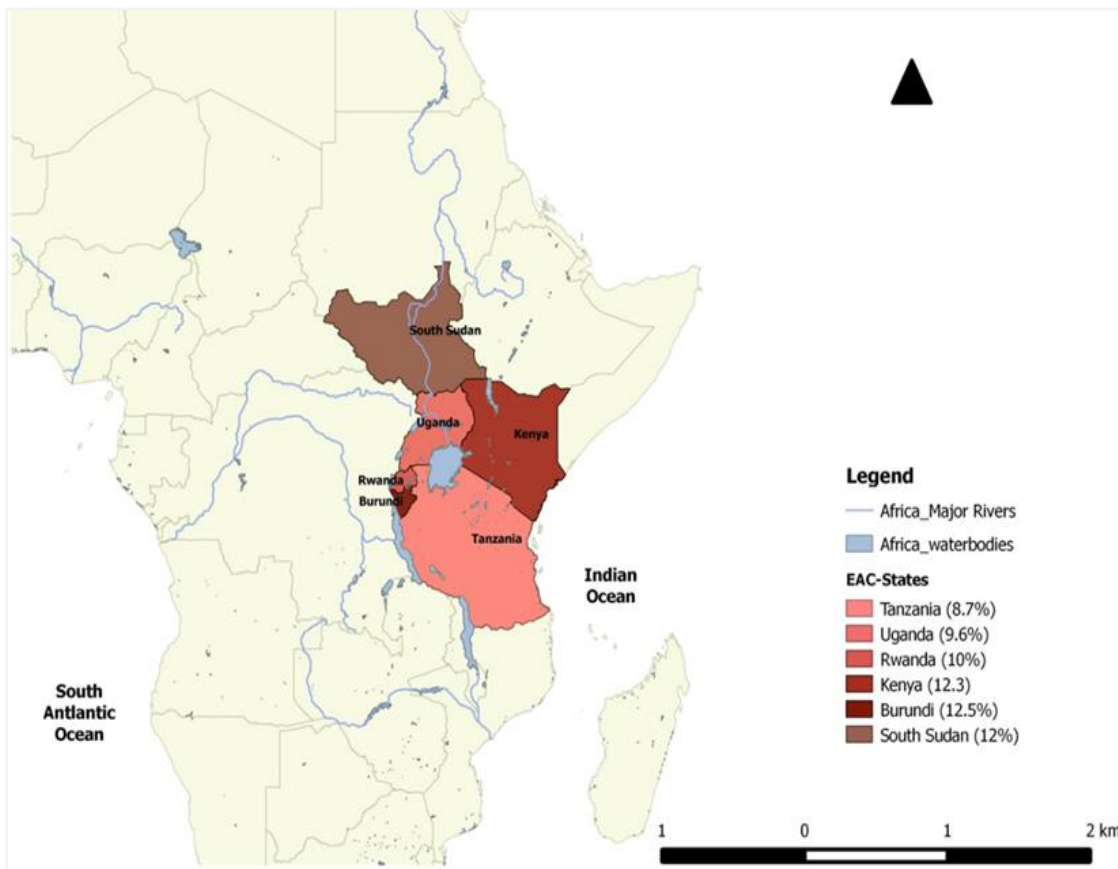 South Sudan
Uganda
Kenya
Rwanda
Burundi
Tanzania
Indian
Ocean
South
Antlantic
Ocean
Legend
Africa_Major Rivers
Africa_waterbodies
EAC-States
Tanzania (8.7%)
Uganda (9.6%)
Rwanda (10%)
Kenya (12.3)
Burundi (12.5%)
South Sudan (12%)
1 0 1 2 km